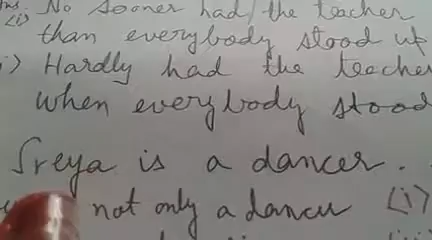 Ans. (i) No sooner had the teacher
than everybody stood up
) Hardly had the teacher
when everybody stood
Sreya is a dancer.
not only a dancer (i)